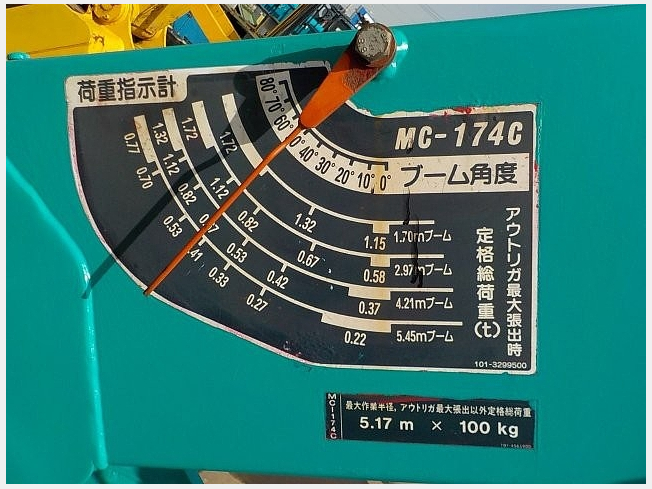 荷重指示計
MC-174C
ブーム角度
80° 70° 60° 40° 30° 20° 10° 0°
アウトリガ最大張出時
定格総荷重(t)
1.72 1.72 1.32 1.15 1.70mブーム
1.32 1.12 0.82 0.67 0.58 2.97mブーム
1.12 0.82 0.53 0.42 0.37 4.21mブーム
0.77 0.70 0.53 0.33 0.27 0.22 5.45mブーム
101-3299500
MC-174C
最大作業半径, アウトリガ最大張出以外定格総荷重
5.17 m × 100 kg